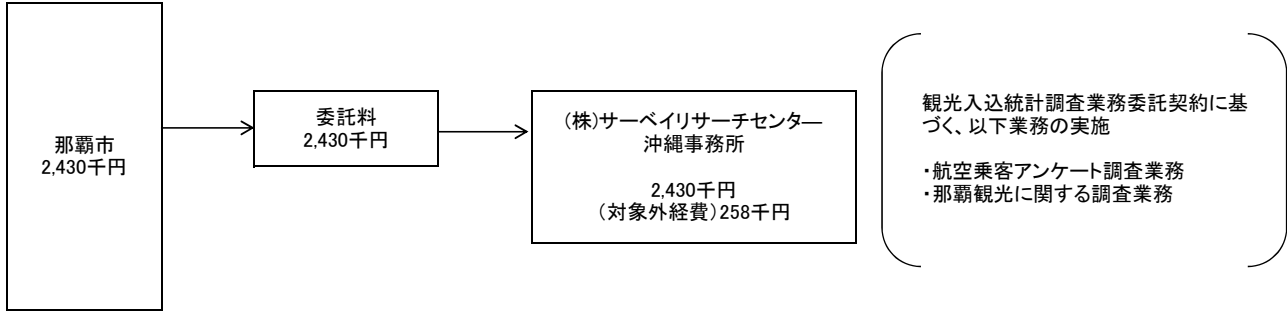 那覇市
2,430千円
委託料
2,430千円
(株)サーベイリサーチセンター
沖縄事務所
2,430千円
(対象外経費)258千円
観光入込統計調査業務委託契約に基
づく、以下業務の実施
・航空乗客アンケート調査業務
・那覇観光に関する調査業務